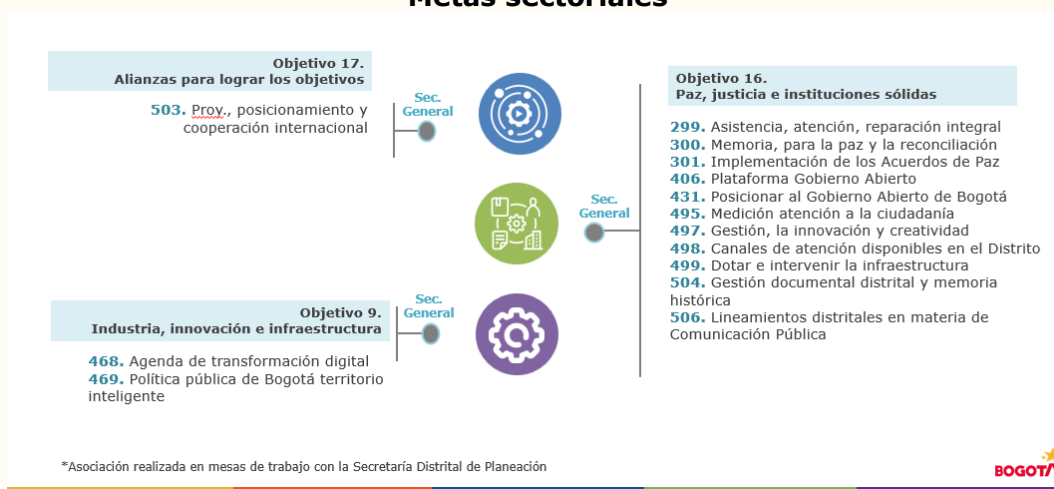 Metas sectoriales
Objetivo 17.
Alianzas para lograr los objetivos
503. Proy., posicionamiento y
cooperación internacional
Sec.
General
Objetivo 9.
Industria, innovación e infraestructura
468. Agenda de transformación digital
469. Política pública de Bogotá territorio
inteligente
Sec.
General
Objetivo 16.
Paz, justicia e instituciones sólidas
Sec.
General
299. Asistencia, atención, reparación integral
300. Memoria, para la paz y la reconciliación
301. Implementación de los Acuerdos de Paz
406. Plataforma Gobierno Abierto
431. Posicionar al Gobierno Abierto de Bogotá
495. Medición atención a la ciudadanía
497. Gestión, la innovación y creatividad
498. Canales de atención disponibles en el Distrito
499. Dotar e intervenir la infraestructura
504. Gestión documental distrital y memoria
histórica
506. Lineamientos distritales en materia de
Comunicación Pública
*Asociación realizada en mesas de trabajo con la Secretaría Distrital de Planeación
BOGOT